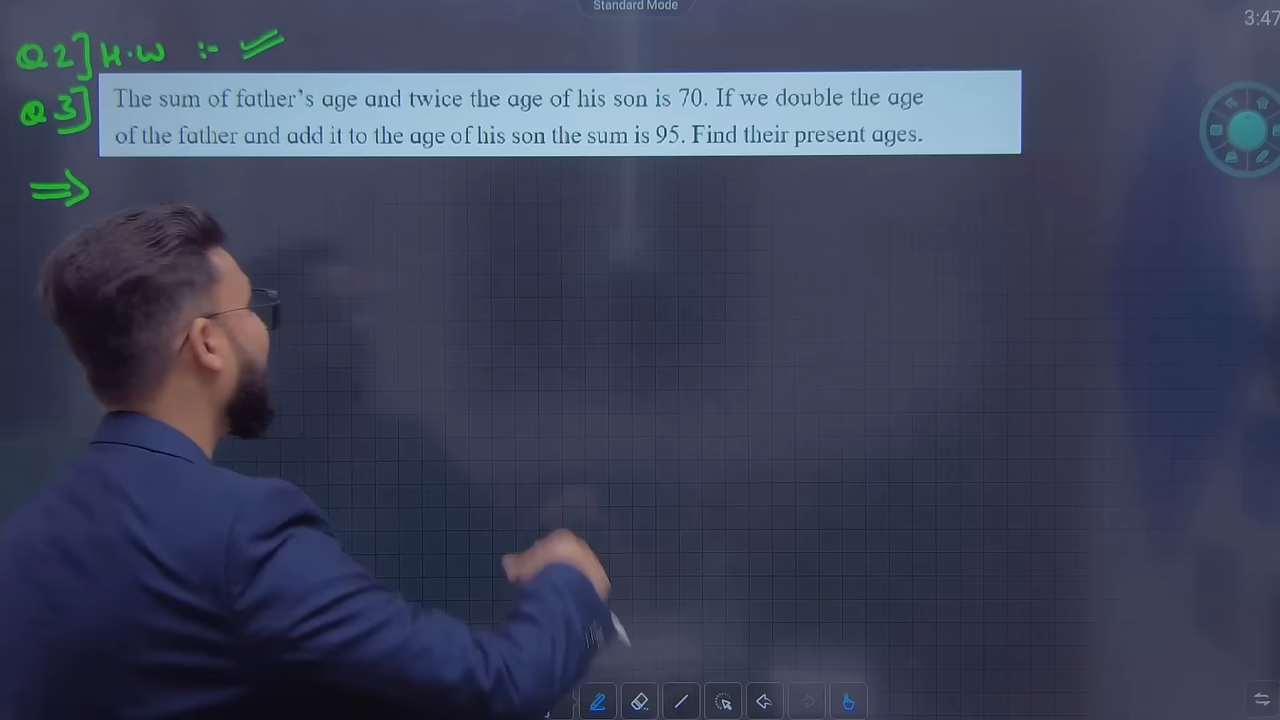 Standard Mode
3:47
Q2] H.W :-
Q3] The sum of father's age and twice the age of his son is 70. If we double the age
of the father and add it to the age of his son the sum is 95. Find their present ages.